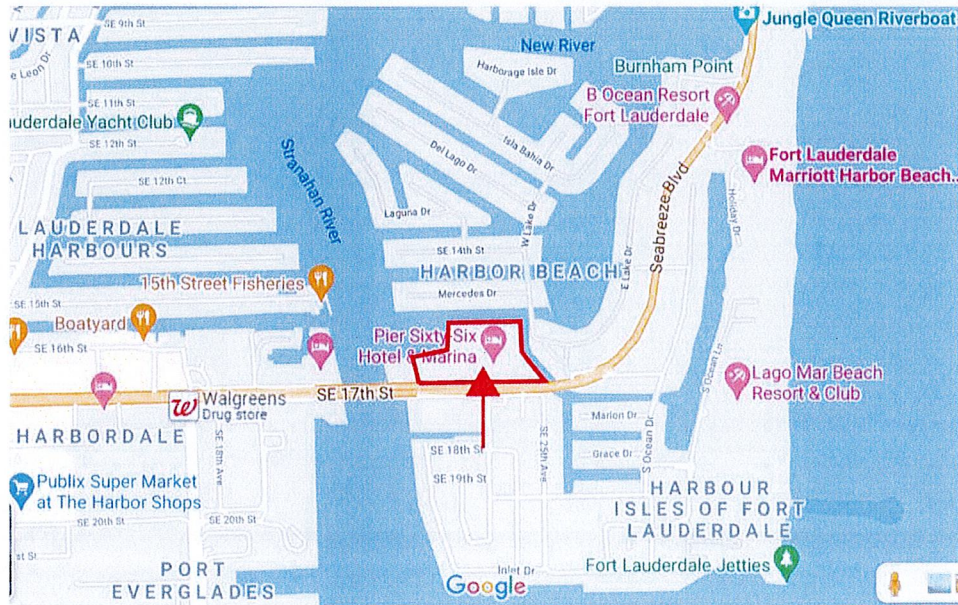 SE 9th St
Jungle Queen Riverboat
VISTA
New River
e Leon Dr
SE 10th St
Harborage Isle Dr
Burnham Point
B Ocean Resort
Fort Lauderdale
SE 11th St
auderdale Yacht Club
SE 12th St
Isla Bahia Dr
Del Lago Dr
Fort Lauderdale
Marriott Harbor Beach..
Stranahan River
SE 12th Ct
Seabreeze Blvd
Holiday Dr
Laguna Dr
W Lake Dr
LAUDERDALE
HARBOURS
SE 14th St
E Lake Dr
HARBOR BEACH
15th Street Fisheries
Mercedes Dr
SE 15th St
Boatyard
Pier Sixty-Six
Hotel & Marina
SE 16th St
S Ocean Ln
Lago Mar Beach
Resort & Club
SE 17th St
Walgreens
Drug store
Marion Dr
HARBORDALE
SE 18th Ave
SE 18th St
SE 25th Ave
S Ocean Dr
Grace Dr
Publix Super Market
at The Harbor Shops
SE 19th St
HARBOUR
ISLES OF FORT
LAUDERDALE
SE 20th St
SE 20th St
st St
PORT
EVERGLADES
Inlet Dr
Fort Lauderdale Jetties
Google